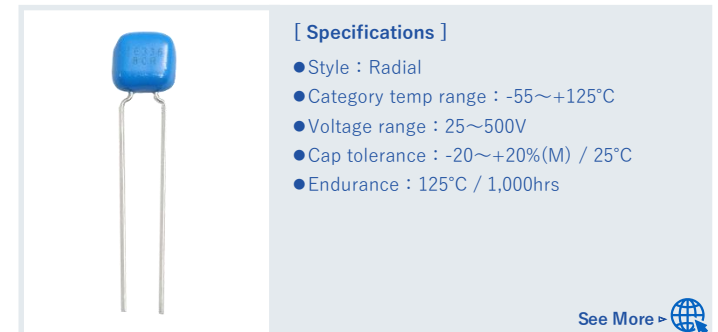 [ Specifications ]
●Style：Radial
●Category temp range：-55～+125°C
●Voltage range：25～500V
●Cap tolerance：-20～+20%(M) / 25°C
●Endurance：125°C / 1,000hrs
See More ▻